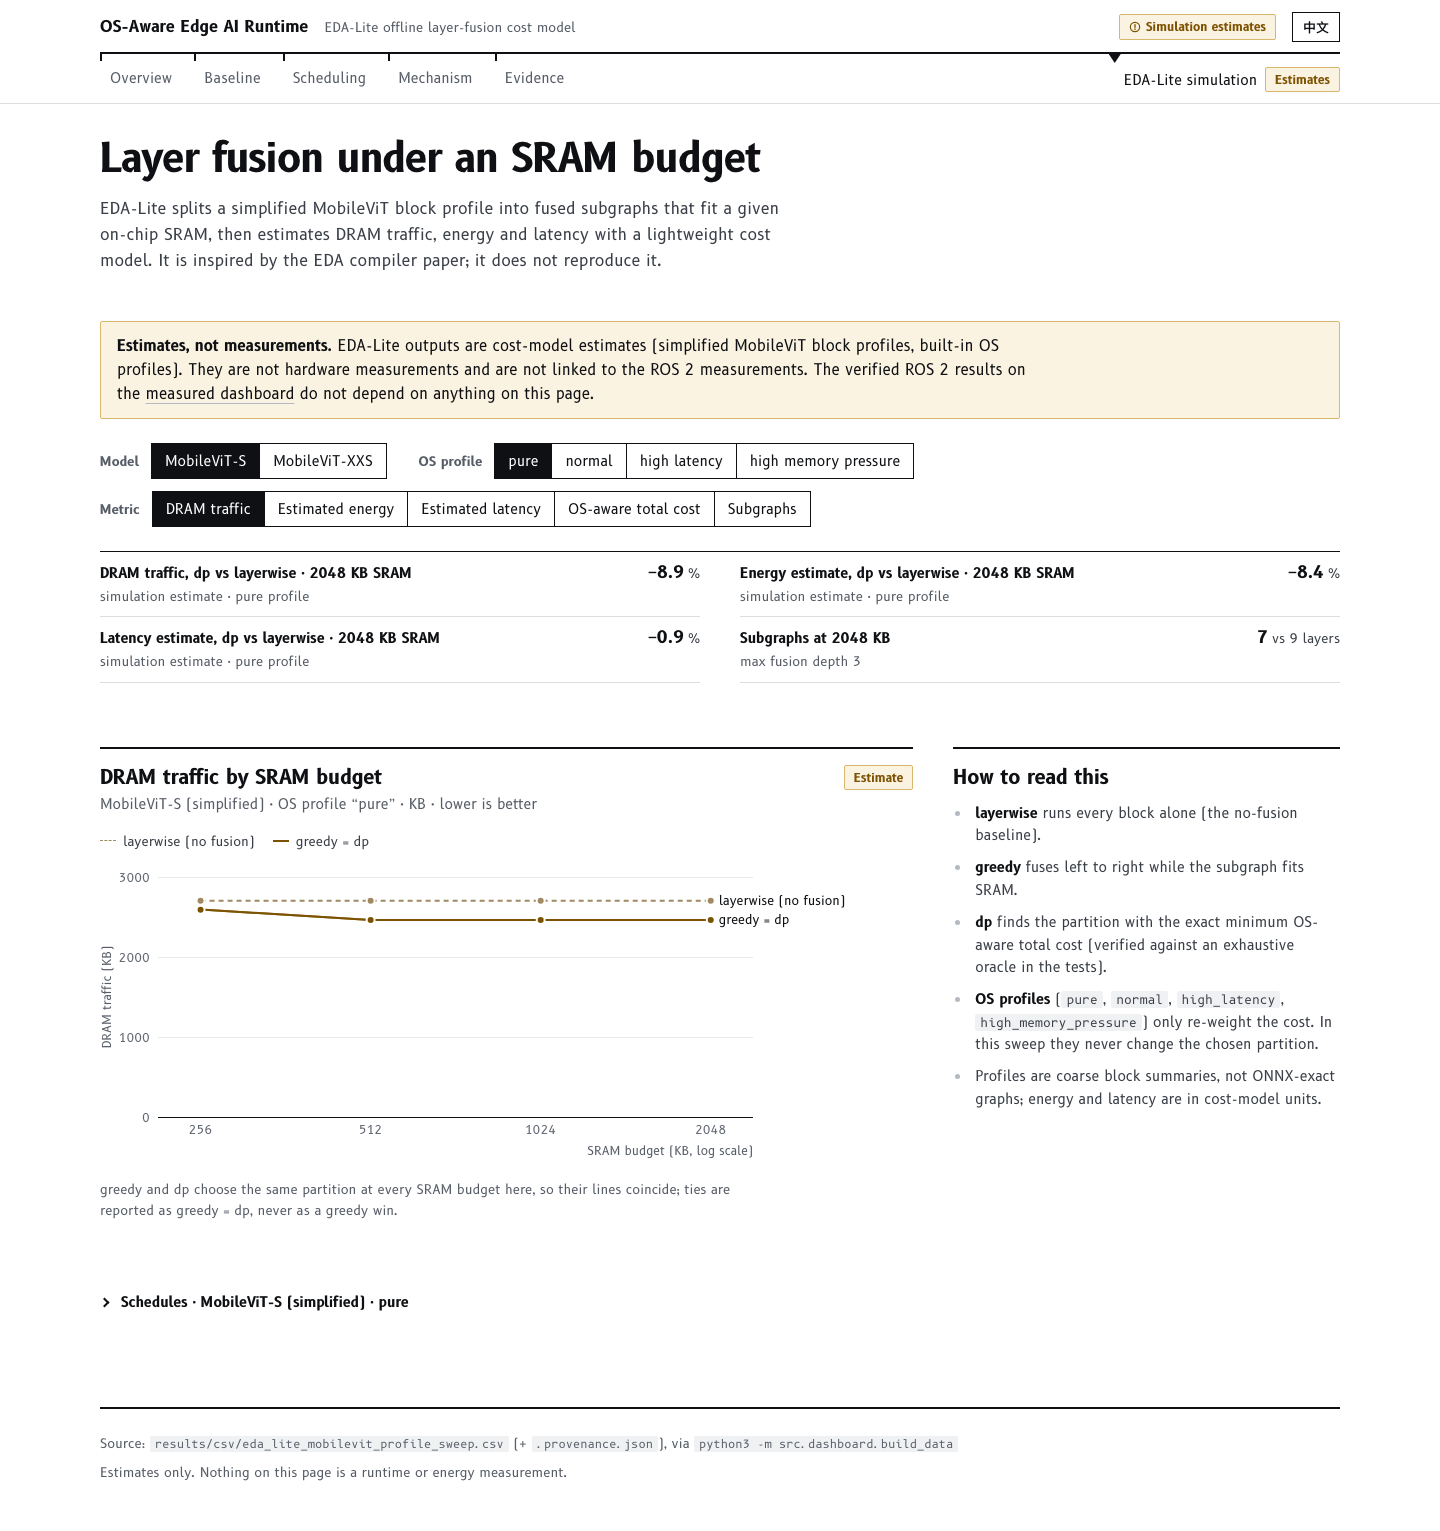 OS-Aware Edge AI Runtime EDA-Lite offline layer-fusion cost model Simulation estimates 中文
Overview Baseline Scheduling Mechanism Evidence EDA-Lite simulation Estimates
Layer fusion under an SRAM budget
EDA-Lite splits a simplified MobileViT block profile into fused subgraphs that fit a given
on-chip SRAM, then estimates DRAM traffic, energy and latency with a lightweight cost
model. It is inspired by the EDA compiler paper; it does not reproduce it.
Estimates, not measurements. EDA-Lite outputs are cost-model estimates (simplified MobileViT block profiles, built-in OS
profiles). They are not hardware measurements and are not linked to the ROS 2 measurements. The verified ROS 2 results on
the measured dashboard do not depend on anything on this page.
Model MobileViT-S MobileViT-XXS OS profile pure normal high latency high memory pressure
Metric DRAM traffic Estimated energy Estimated latency OS-aware total cost Subgraphs
DRAM traffic, dp vs layerwise · 2048 KB SRAM −8.9 %
simulation estimate · pure profile
Energy estimate, dp vs layerwise · 2048 KB SRAM −8.4 %
simulation estimate · pure profile
Latency estimate, dp vs layerwise · 2048 KB SRAM −0.9 %
simulation estimate · pure profile
Subgraphs at 2048 KB 7 vs 9 layers
max fusion depth 3
DRAM traffic by SRAM budget Estimate
MobileViT-S (simplified) · OS profile “pure” · KB · lower is better
layerwise (no fusion) greedy = dp
3000
layerwise (no fusion)
greedy = dp
2000
DRAM traffic (KB)
1000
0
256 512 1024 2048
SRAM budget (KB, log scale)
greedy and dp choose the same partition at every SRAM budget here, so their lines coincide; ties are
reported as greedy = dp, never as a greedy win.
How to read this
layerwise runs every block alone (the no-fusion
baseline).
greedy fuses left to right while the subgraph fits
SRAM.
dp finds the partition with the exact minimum OS-
aware total cost (verified against an exhaustive
oracle in the tests).
OS profiles (pure, normal, high_latency,
high_memory_pressure) only re-weight the cost. In
this sweep they never change the chosen partition.
Profiles are coarse block summaries, not ONNX-exact
graphs; energy and latency are in cost-model units.
Schedules · MobileViT-S (simplified) · pure
Source: results/csv/eda_lite_mobilevit_profile_sweep.csv (+ .provenance.json), via python3 -m src.dashboard.build_data
Estimates only. Nothing on this page is a runtime or energy measurement.